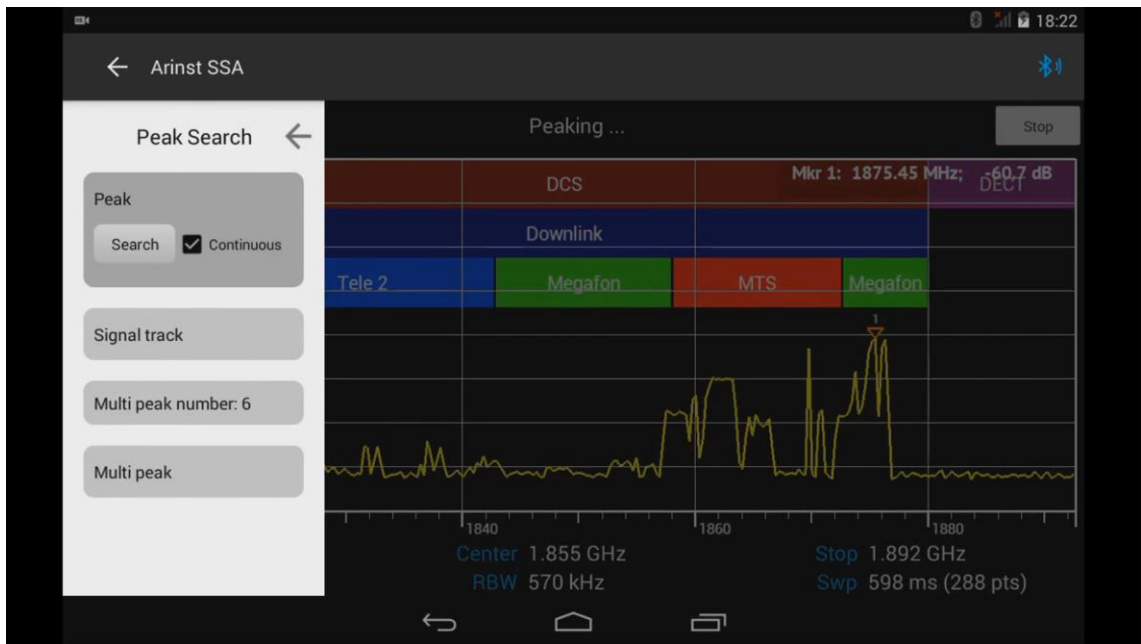 18:22
Arinst SSA
Peak Search
Peaking ...
Stop
Peak
Search
Continuous
Signal track
Multi peak number: 6
Multi peak
DCS
Mkr 1: 1875.45 MHz; -60.7 dB
DECT
Downlink
Tele 2
Megafon
MTS
Megafon
1
1840
1860
1880
Center 1.855 GHz
Stop 1.892 GHz
RBW 570 kHz
Swp 598 ms (288 pts)